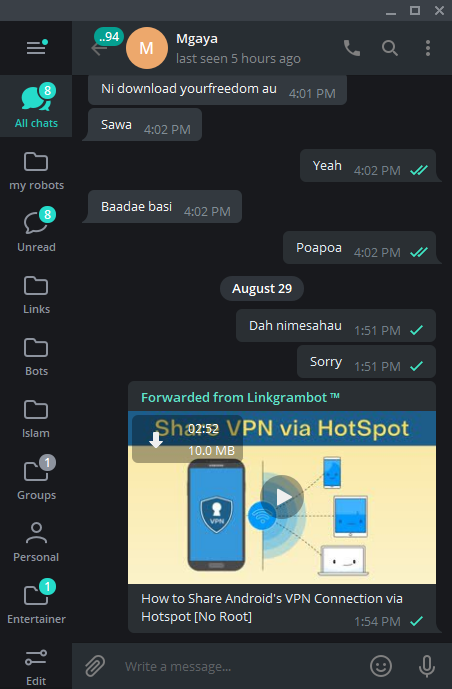 ..94
M
Mgaya
last seen 5 hours ago
8
All chats
my robots
8
Unread
Links
Bots
Islam
1
Groups
Personal
1
Entertainer
Edit
Ni download yourfreedom au 4:01 PM
Sawa 4:02 PM
Yeah 4:02 PM
Baadae basi 4:02 PM
Poapoa 4:02 PM
August 29
Dah nimesahau 1:51 PM
Sorry 1:51 PM
Forwarded from Linkgrambot ™
Share VPN via HotSpot
02:52
10.0 MB
VPN
How to Share Android's VPN Connection via
Hotspot [No Root] 1:54 PM
Write a message...